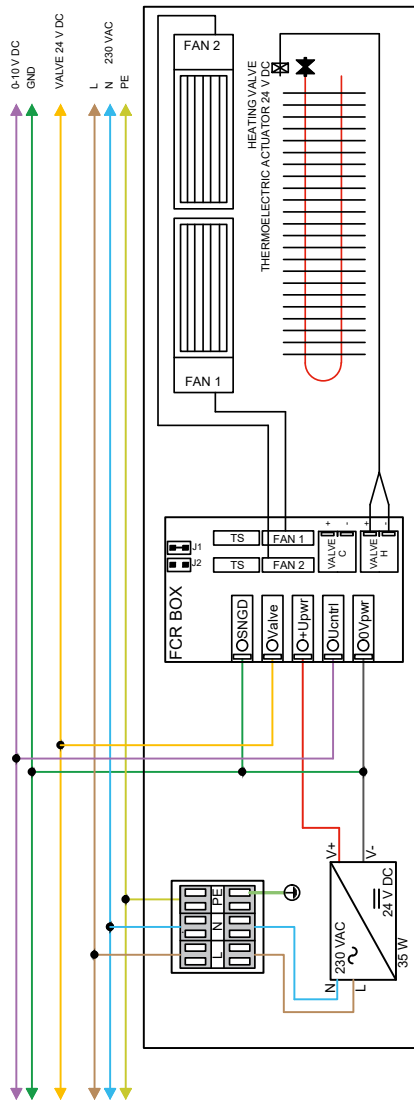 0-10 V DC
GND
VALVE 24 V DC
L
N 230 VAC
PE
FAN 2
FAN 1
HEATING VALVE
THERMOELECTRIC ACTUATOR 24 V DC
FCR BOX
J1
J2
TS
FAN 1
TS
FAN 2
+
-
VALVE
C
+
-
VALVE
H
SNGD
Valve
+Upwr
Ucntrl
0Vpwr
L
N
PE
V+
V-
230 VAC
24 V DC
N
L
35 W